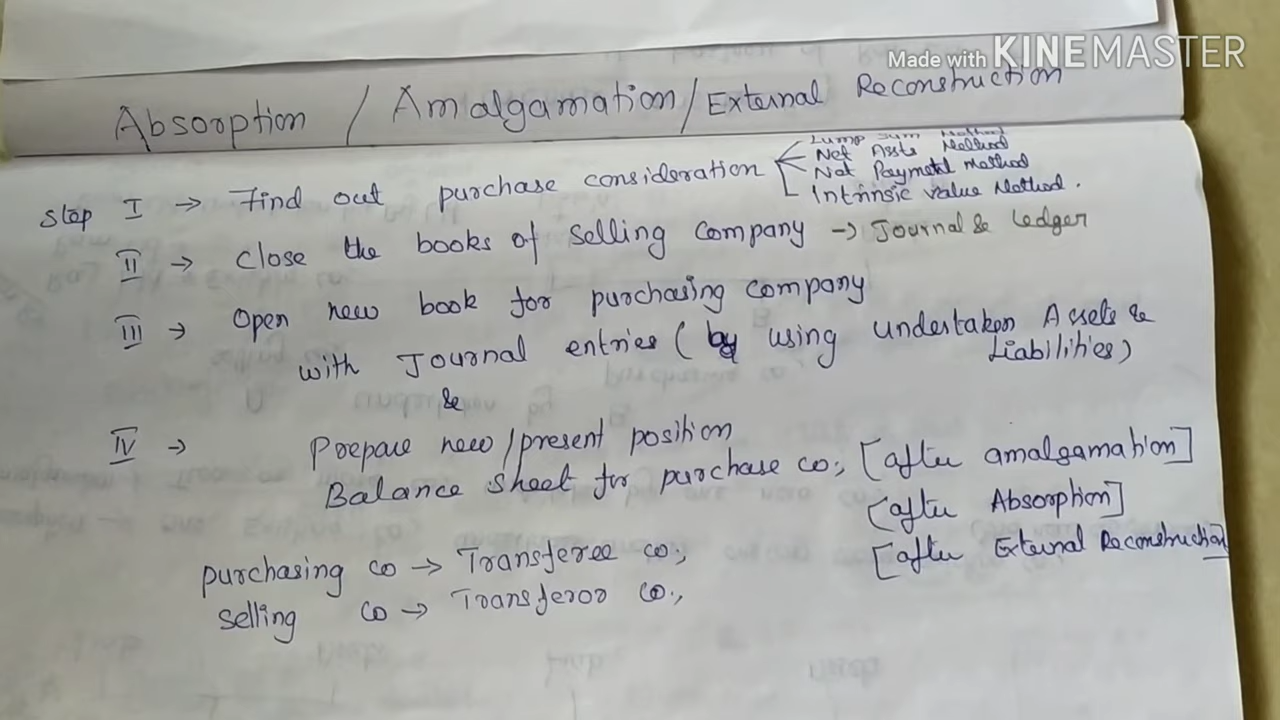 Made with KINEMASTER
Absorption / Amalgamation / External Reconstruction
Lump sum Method
Net Assts Method
Step I → Find out purchase consideration
Nat Paymetal method
Intrinsic value Method.
II → Close the books of selling company → Journal & Ledger
III → Open new book for purchasing company
with Journal entries ( by using undertaken Assets &
Liabilities)
&
IV → Prepare new/present position
Balance sheet for purchase co; [after amalgamation]
[after Absorption]
[after External Reconstruction]
purchasing co → Transferee co;
selling co → Transferor co.,